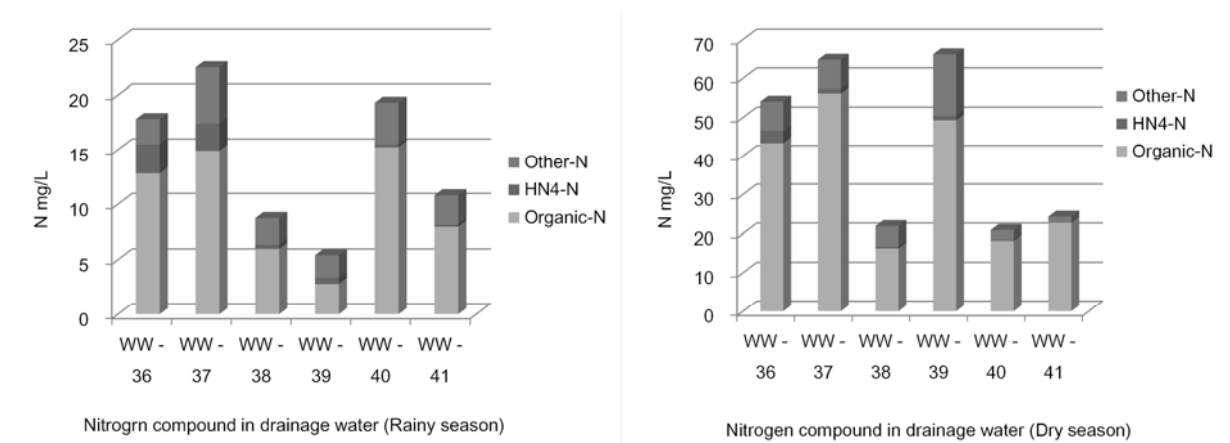 25
20
15
10
5
0
N mg/L
WW - WW - WW - WW - WW - WW -
36 37 38 39 40 41
Other-N
HN4-N
Organic-N
Nitrogrn compound in drainage water (Rainy season)
70
60
50
40
30
20
10
0
N mg/L
WW - WW - WW - WW - WW - WW -
36 37 38 39 40 41
Other-N
HN4-N
Organic-N
Nitrogen compound in drainage water (Dry season)